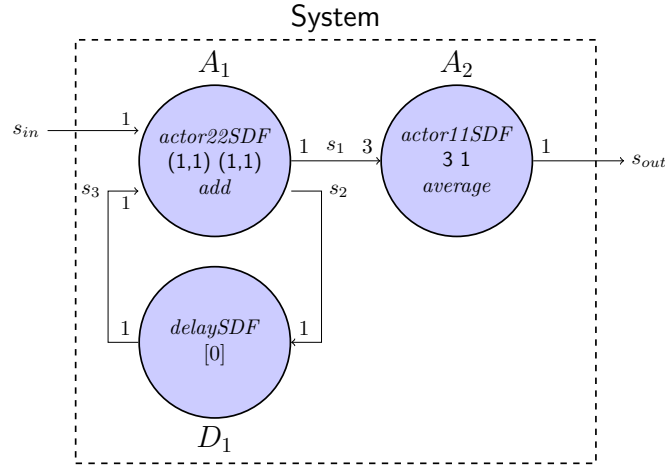 System
A₁
A₂
s_in
1
actor22SDF
(1,1) (1,1)
add
1
s₁
3
actor11SDF
3 1
average
1
s_out
s₃
1
s₂
1
delaySDF
[0]
1
D₁